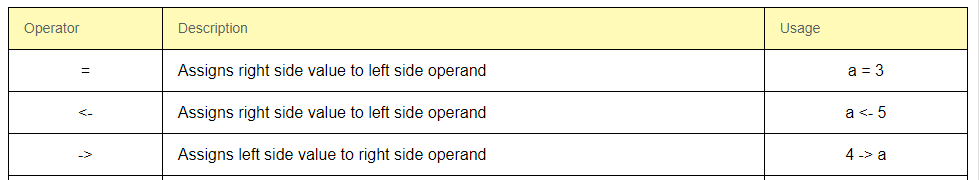 Operator Description Usage
= Assigns right side value to left side operand a = 3
<- Assigns right side value to left side operand a <- 5
-> Assigns left side value to right side operand 4 -> a